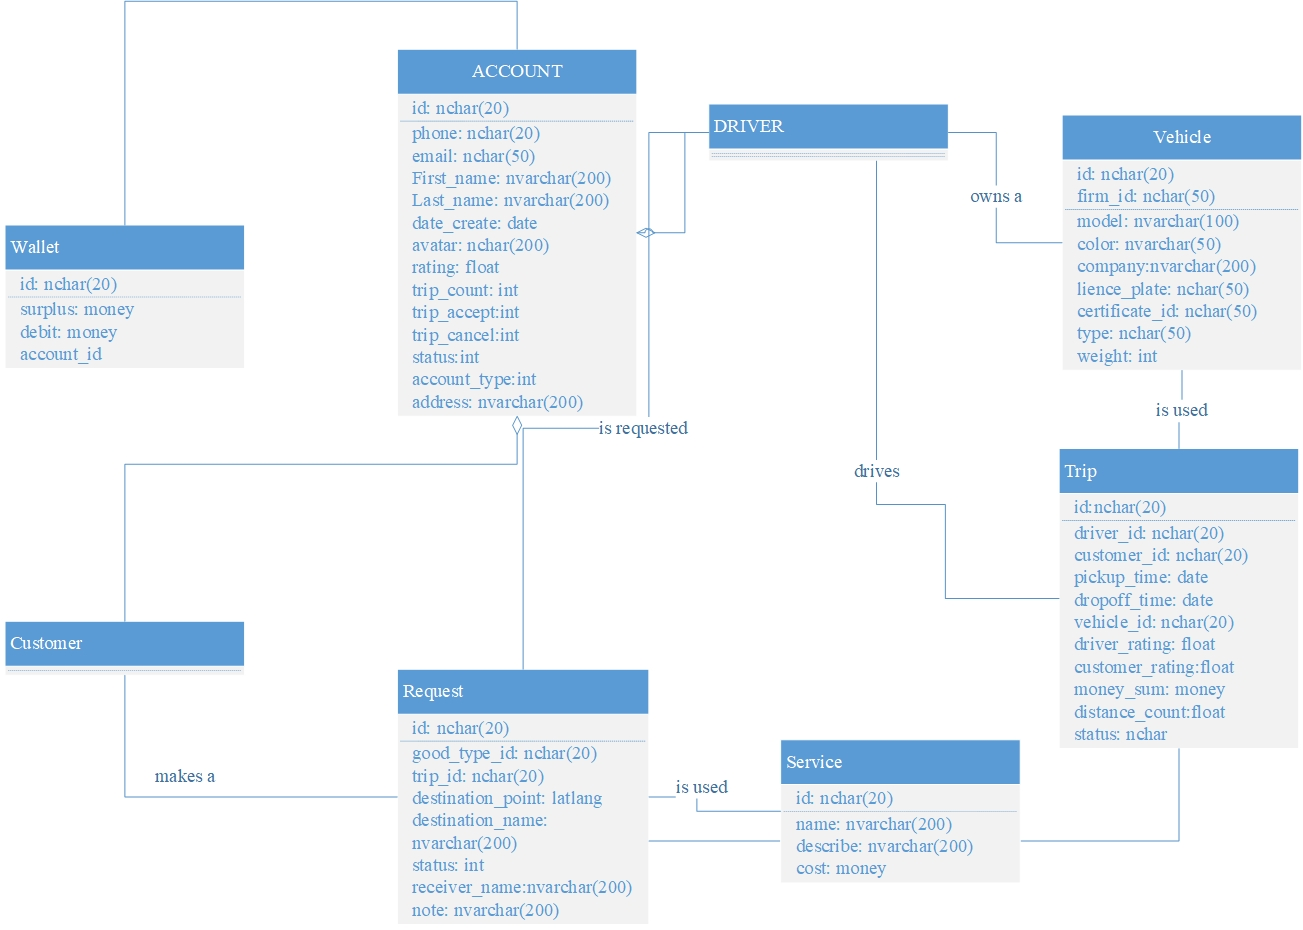 ACCOUNT
id: nchar(20)
phone: nchar(20)
email: nchar(50)
First_name: nvarchar(200)
Last_name: nvarchar(200)
date_create: date
avatar: nchar(200)
rating: float
trip_count: int
trip_accept:int
trip_cancel:int
status:int
account_type:int
address: nvarchar(200)
DRIVER
owns a
Vehicle
id: nchar(20)
firm_id: nchar(50)
model: nvarchar(100)
color: nvarchar(50)
company:nvarchar(200)
lience_plate: nchar(50)
certificate_id: nchar(50)
type: nchar(50)
weight: int
Wallet
id: nchar(20)
surplus: money
debit: money
account_id
is requested
drives
is used
Trip
id:nchar(20)
driver_id: nchar(20)
customer_id: nchar(20)
pickup_time: date
dropoff_time: date
vehicle_id: nchar(20)
driver_rating: float
customer_rating:float
money_sum: money
distance_count:float
status: nchar
Customer
makes a
Request
id: nchar(20)
good_type_id: nchar(20)
trip_id: nchar(20)
destination_point: latlang
destination_name:
nvarchar(200)
status: int
receiver_name:nvarchar(200)
note: nvarchar(200)
is used
Service
id: nchar(20)
name: nvarchar(200)
describe: nvarchar(200)
cost: money